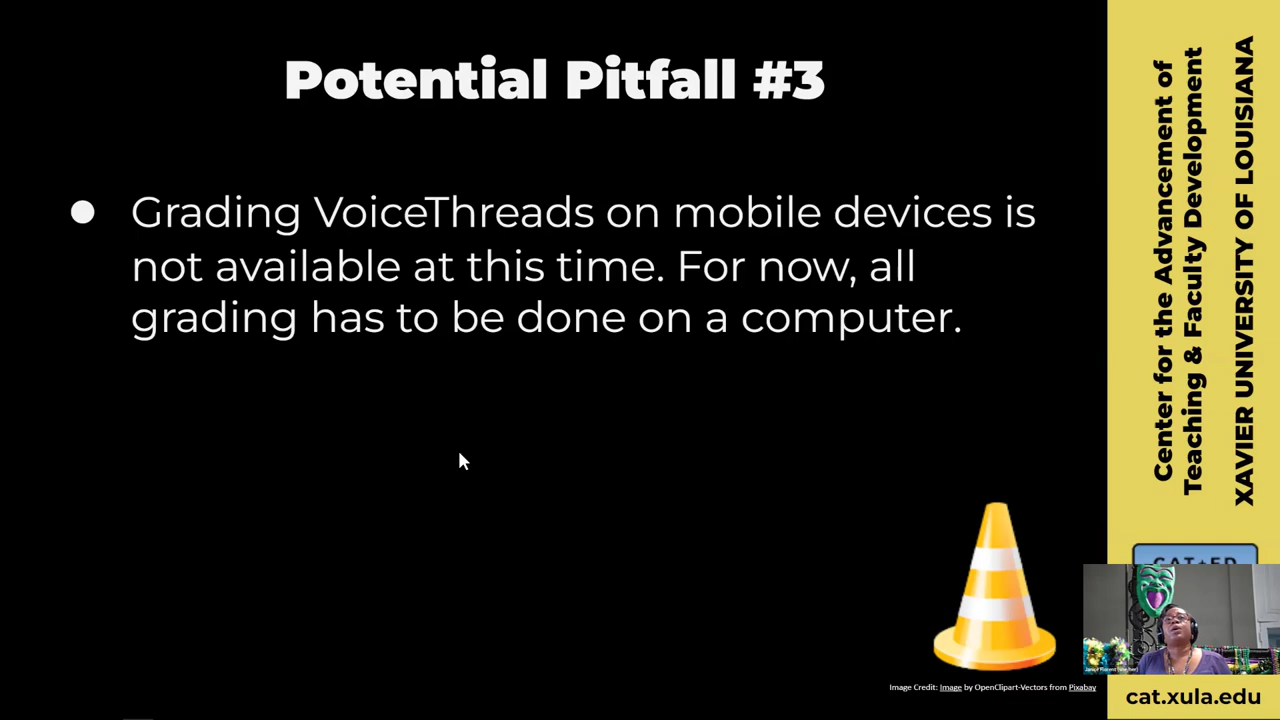 Potential Pitfall #3
● Grading VoiceThreads on mobile devices is
not available at this time. For now, all
grading has to be done on a computer.
Center for the Advancement of
Teaching & Faculty Development
XAVIER UNIVERSITY OF LOUISIANA
CAT+FD
Image Credit: Image by OpenClipart-Vectors from Pixabay
cat.xula.edu